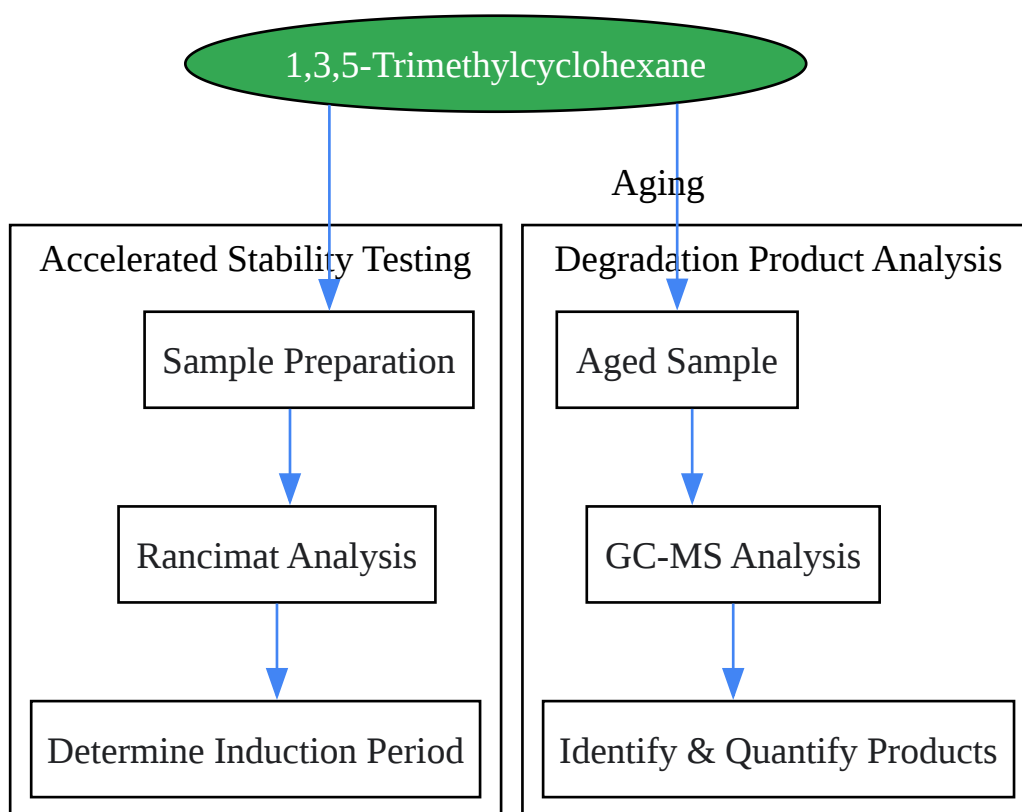 1,3,5-Trimethylcyclohexane
Aging
Accelerated Stability Testing
Sample Preparation
Rancimat Analysis
Determine Induction Period
Degradation Product Analysis
Aged Sample
GC-MS Analysis
Identify & Quantify Products